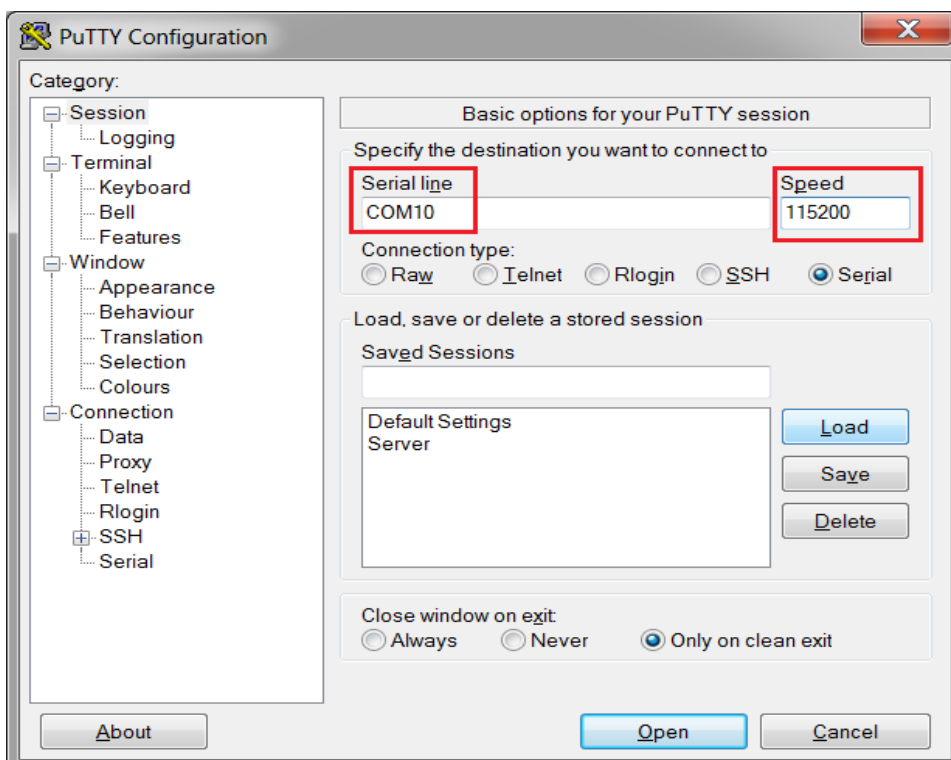 PuTTY Configuration
Category:
Session
Logging
Terminal
Keyboard
Bell
Features
Window
Appearance
Behaviour
Translation
Selection
Colours
Connection
Data
Proxy
Telnet
Rlogin
SSH
Serial
Basic options for your PuTTY session
Specify the destination you want to connect to
Serial line Speed
COM10 115200
Connection type:
Raw Telnet Rlogin SSH Serial
Load, save or delete a stored session
Saved Sessions
Default Settings
Server
Load
Save
Delete
Close window on exit:
Always Never Only on clean exit
About Open Cancel